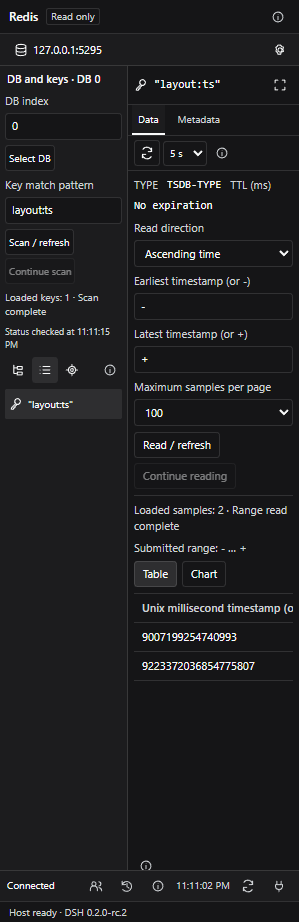 Redis Read only
127.0.0.1:5295
DB and keys · DB 0
DB index
0
Select DB
Key match pattern
layout:ts
Scan / refresh
Continue scan
Loaded keys: 1 · Scan
complete
Status checked at 11:11:15
PM
"layout:ts"
"layout:ts"
Data Metadata
5 s
TYPE TSDB-TYPE TTL (ms)
No expiration
Read direction
Ascending time
Earliest timestamp (or -)
-
Latest timestamp (or +)
+
Maximum samples per page
100
Read / refresh
Continue reading
Loaded samples: 2 · Range read
complete
Submitted range: - ... +
Table Chart
Unix millisecond timestamp (o
9007199254740993
9223372036854775807
Connected 11:11:02 PM
Host ready · DSH 0.2.0-rc.2